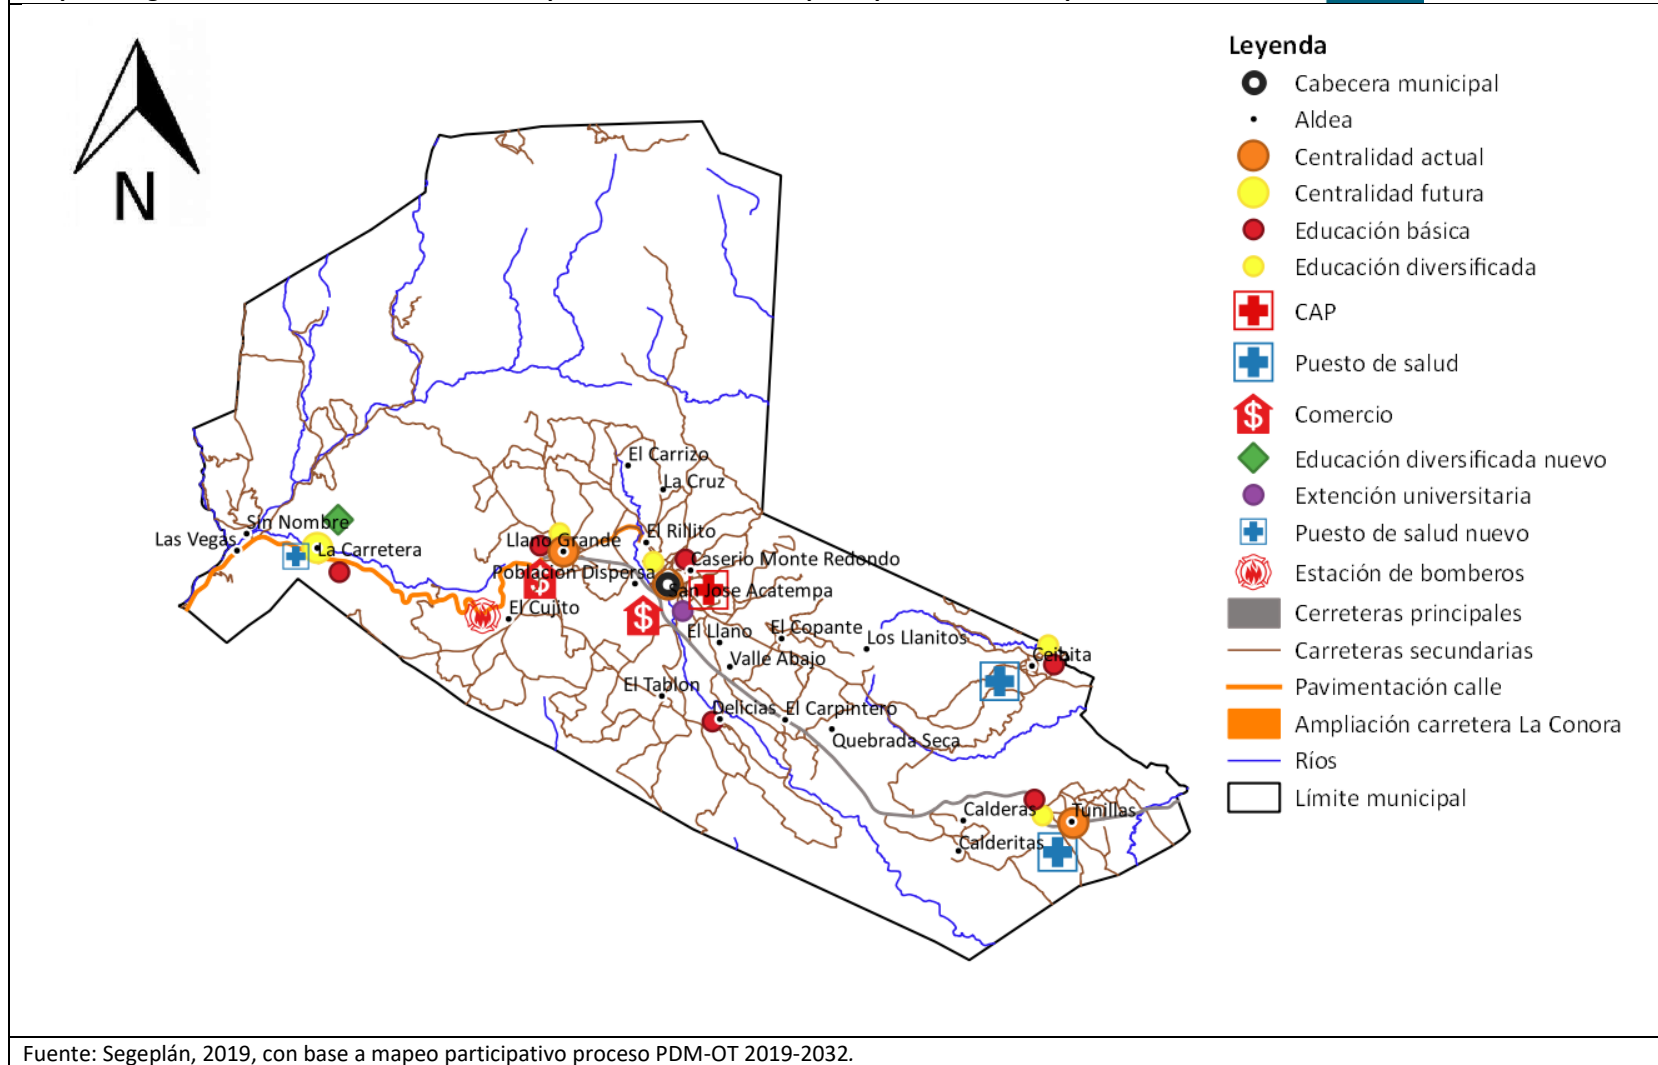 N
Leyenda
Cabecera municipal
Aldea
Centralidad actual
Centralidad futura
Educación básica
Educación diversificada
CAP
Puesto de salud
Comercio
Educación diversificada nuevo
Extención universitaria
Puesto de salud nuevo
Estación de bomberos
Cerreteras principales
Carreteras secundarias
Pavimentación calle
Ampliación carretera La Conora
Ríos
Límite municipal
El Carrizo
La Cruz
Sin Nombre
Las Vegas
La Carretera
Llano Grande
El Rillito
Caserio Monte Redondo
Población Dispersa
San Jose Acatempa
El Cujito
El Llano
El Copante
Los Llanitos
Valle Abajo
Ceibita
El Tablon
Delicias
El Carpintero
Quebrada Seca
Calderas
Tunillas
Calderitas
Fuente: Segeplán, 2019, con base a mapeo participativo proceso PDM-OT 2019-2032.